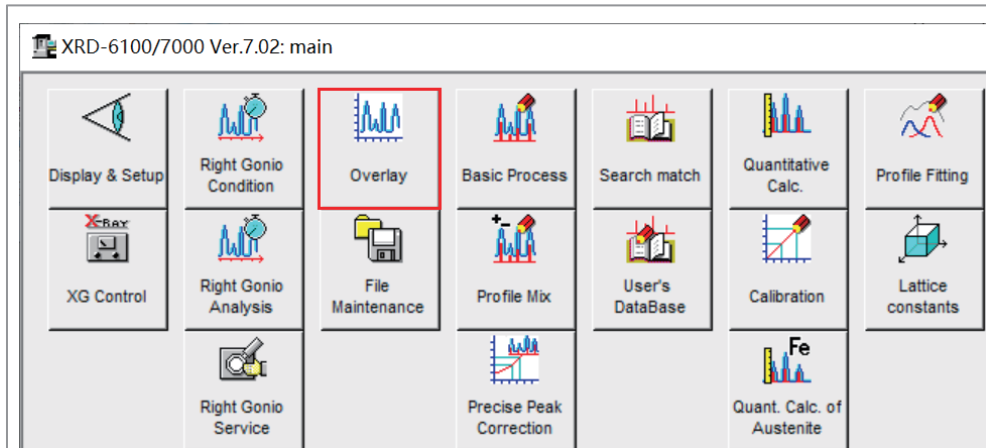 XRD-6100/7000 Ver.7.02: main
Display & Setup
Right Gonio
Condition
Overlay
Basic Process
Search match
Quantitative
Calc.
Profile Fitting
X-RAY
XG Control
Right Gonio
Analysis
File
Maintenance
+-
Profile Mix
User's
DataBase
Calibration
Lattice
constants
Right Gonio
Service
Precise Peak
Correction
Fe
Quant. Calc. of
Austenite